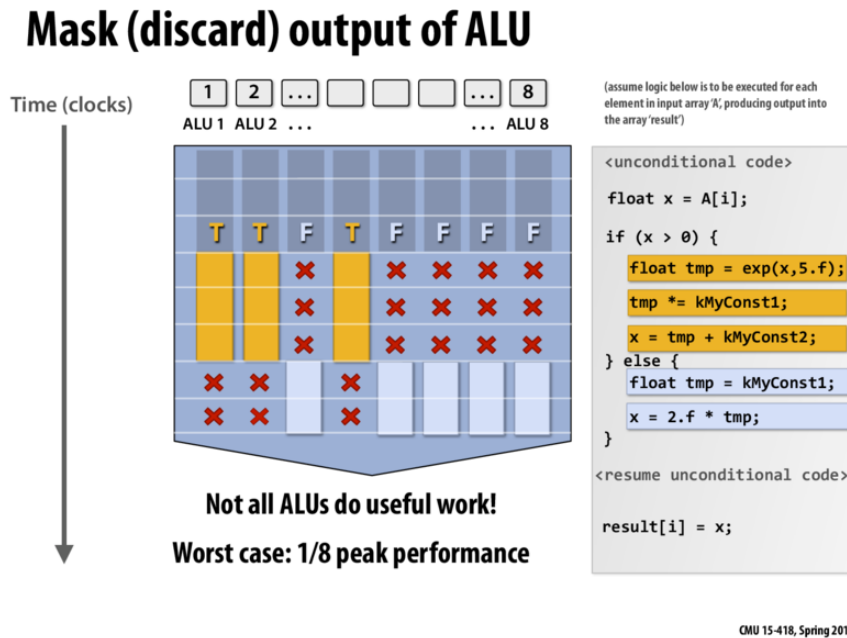 Mask (discard) output of ALU
Time (clocks)
1 2 ... ... 8
ALU 1 ALU 2 ... ... ALU 8
T T F T F F F F
Not all ALUs do useful work!
Worst case: 1/8 peak performance
(assume logic below is to be executed for each
element in input array 'A', producing output into
the array 'result')
<unconditional code>
float x = A[i];
if (x > 0) {
float tmp = exp(x,5.f);
tmp *= kMyConst1;
x = tmp + kMyConst2;
} else {
float tmp = kMyConst1;
x = 2.f * tmp;
}
<resume unconditional code>
result[i] = x;
CMU 15-418, Spring 201